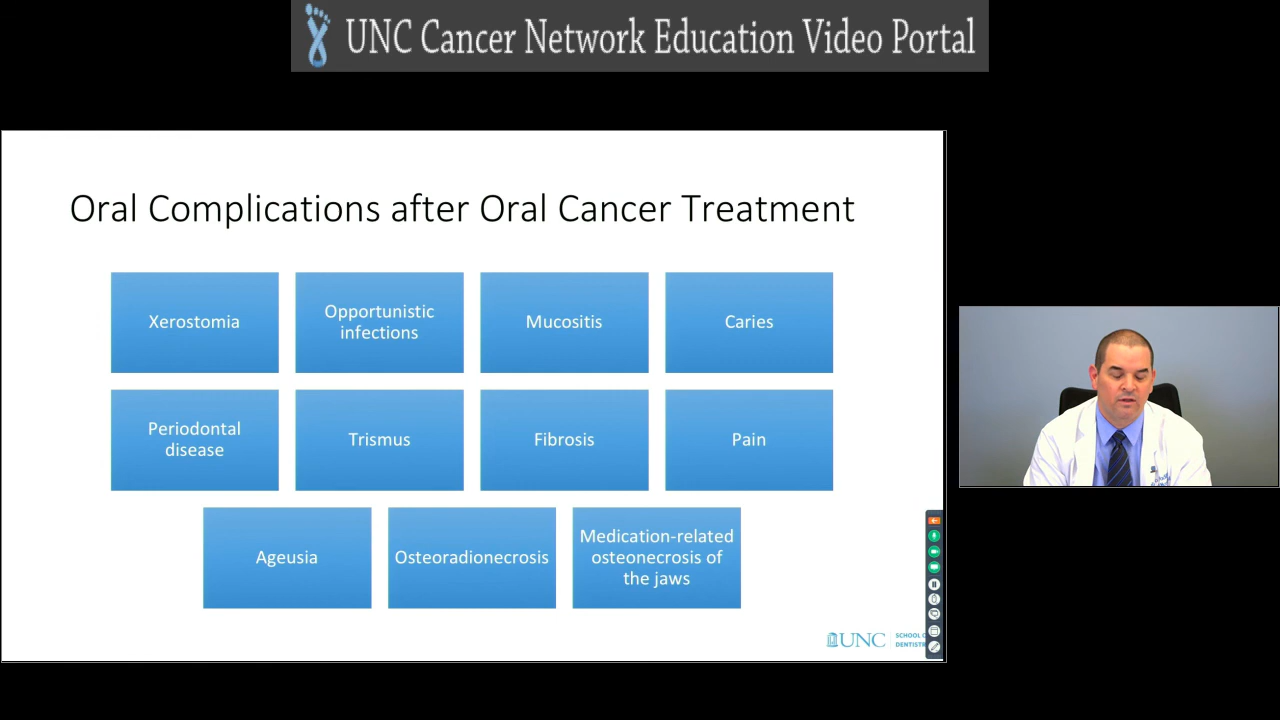 UNC Cancer Network Education Video Portal
Oral Complications after Oral Cancer Treatment
Xerostomia
Opportunistic
infections
Mucositis
Caries
Periodontal
disease
Trismus
Fibrosis
Pain
Ageusia
Osteoradionecrosis
Medication-related
osteonecrosis of
the jaws
UNC
SCHOOL